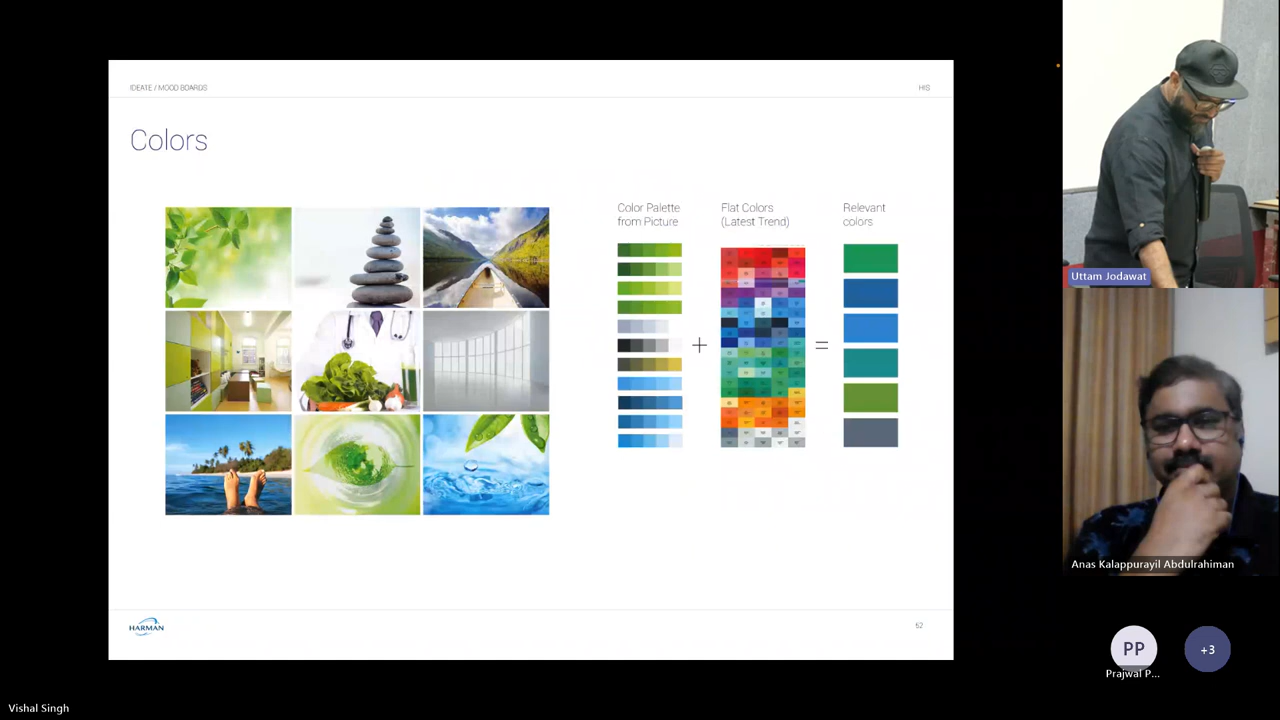 IDEATE / MOOD BOARDS
HIS
Colors
Color Palette
from Picture
Flat Colors
(Latest Trend)
Relevant
colors
+
=
HARMAN
52
Uttam Jodawat
Anas Kalappurayil Abdulrahiman
PP
Prajwal P...
+3
Vishal Singh